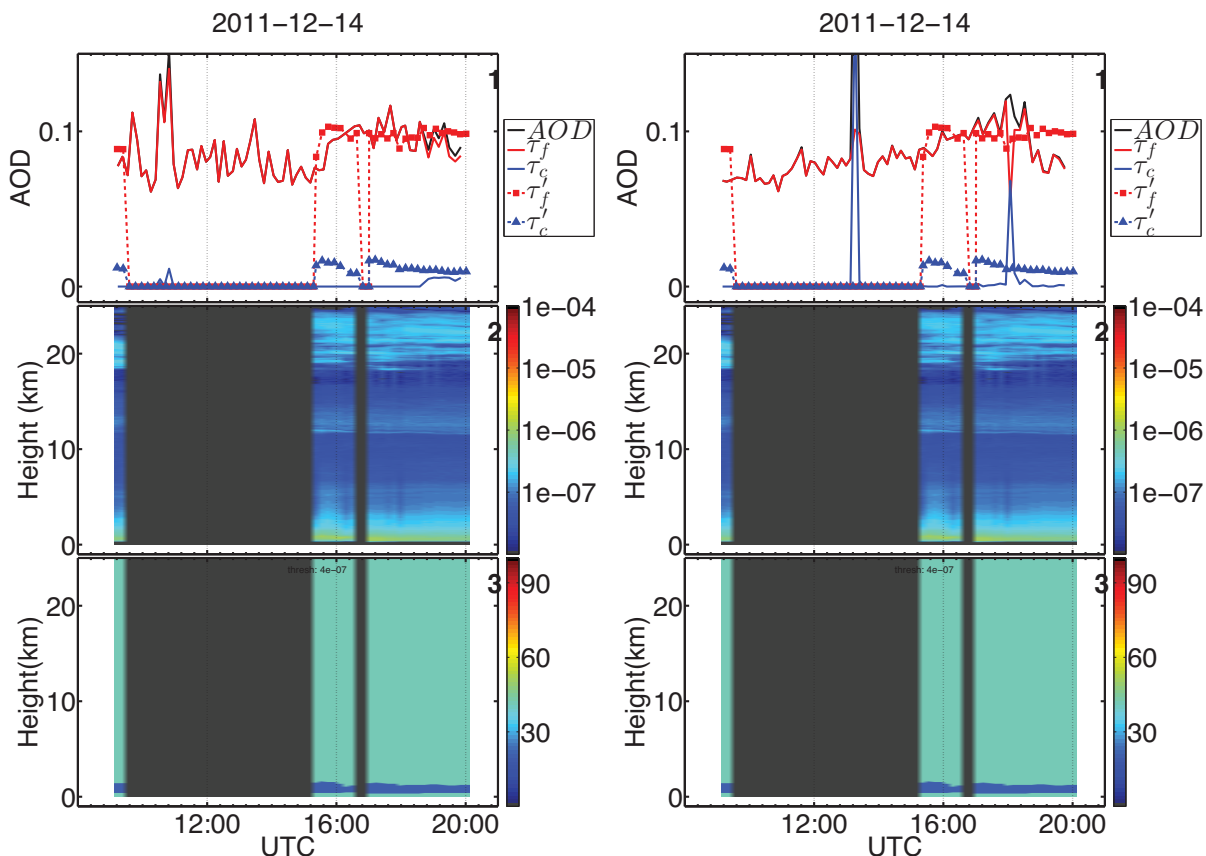 2011−12−14
1
0.1
0
AOD
AOD
τf
τc
τ′f
τ′c
2
20
10
0
Height (km)
1e−04
1e−05
1e−06
1e−07
thresh: 4e-07
3
20
10
0
Height(km)
90
60
30
12:00 16:00 20:00
UTC
2011−12−14
1
0.1
0
AOD
AOD
τf
τc
τ′f
τ′c
2
20
10
0
Height (km)
1e−04
1e−05
1e−06
1e−07
thresh: 4e-07
3
20
10
0
Height(km)
90
60
30
12:00 16:00 20:00
UTC